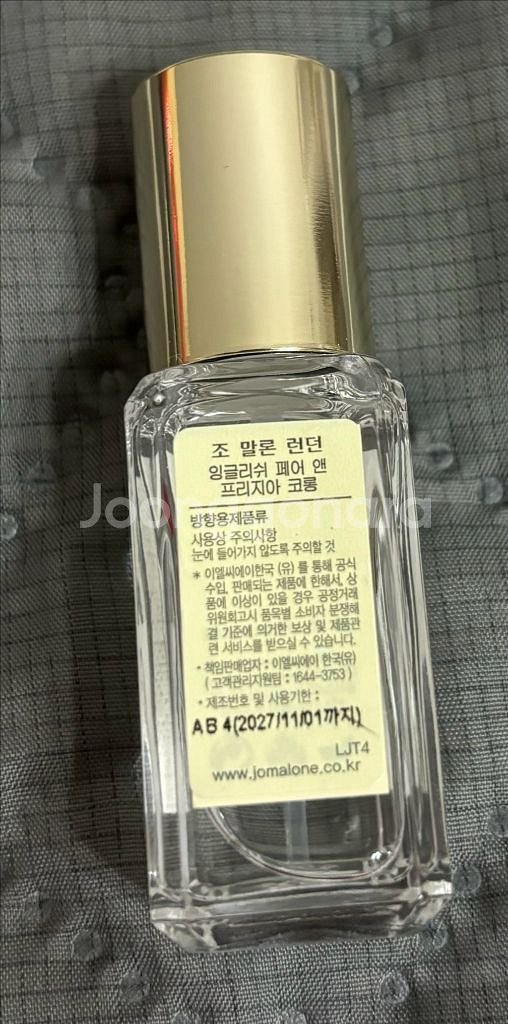 조 말론 런던
잉글리쉬 페어 앤
프리지아 코롱
방향용제품류
사용상 주의사항
눈에 들어가지 않도록 주의할 것
* 이엘씨에이한국 (유) 를 통해 공식
수입, 판매되는 제품에 한해서, 상
품에 이상이 있을 경우 공정거래
위원회고시 품목별 소비자 분쟁해
결 기준에 의거한 보상 및 제품관
련 서비스를 받으실 수 있습니다.
• 책임판매업자 : 이엘씨에이 한국(유)
( 고객관리지원팀 : 1644-3753 )
• 제조번호 및 사용기한 :
AB4(2027/11/01까지)
LJT4
www.jomalone.co.kr
Joonggonara